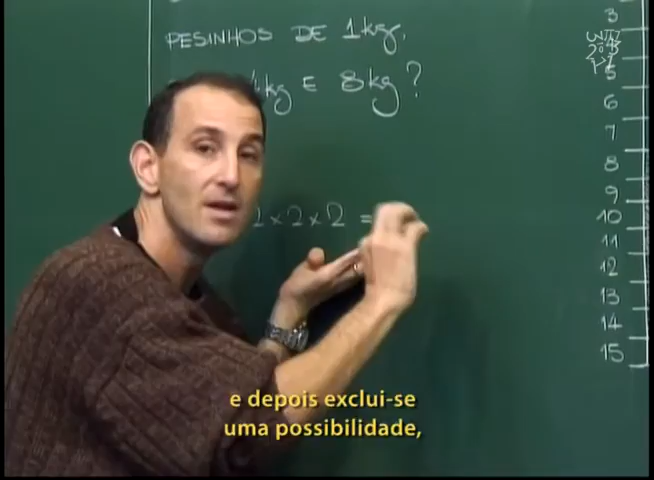 PESINHOS DE 1kg,
4kg E 8kg?
2 x 2 x 2 =
3
5
6
7
8
9
10
11
12
13
14
15
e depois exclui-se
uma possibilidade,